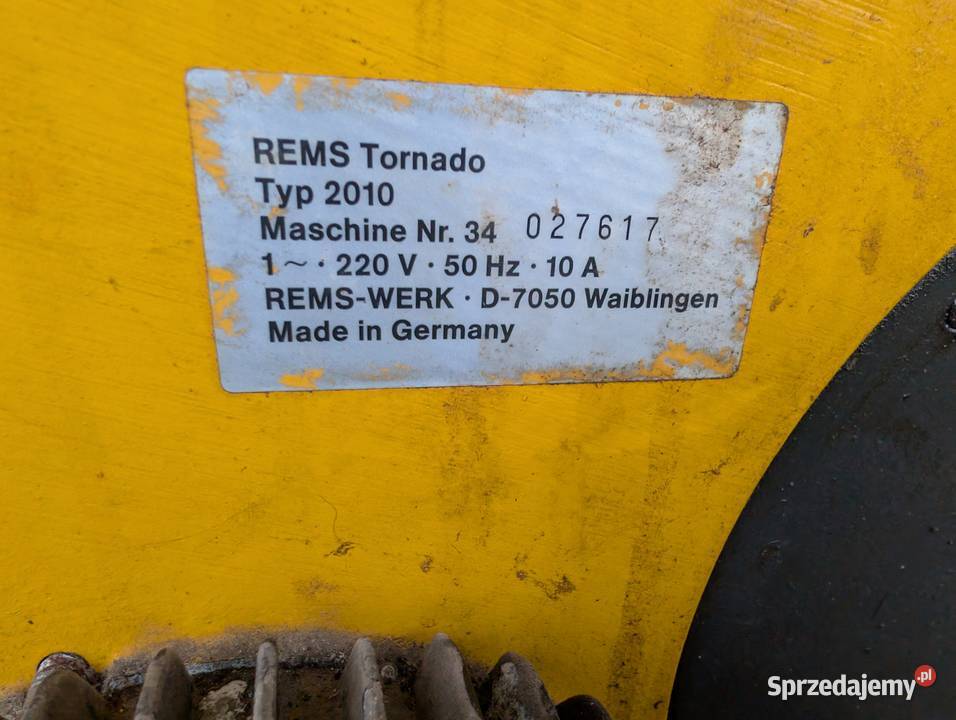 REMS Tornado
Typ 2010
Maschine Nr. 34 027617
1~ · 220 V · 50 Hz · 10 A
REMS-WERK · D-7050 Waiblingen
Made in Germany
Sprzedajemy.pl